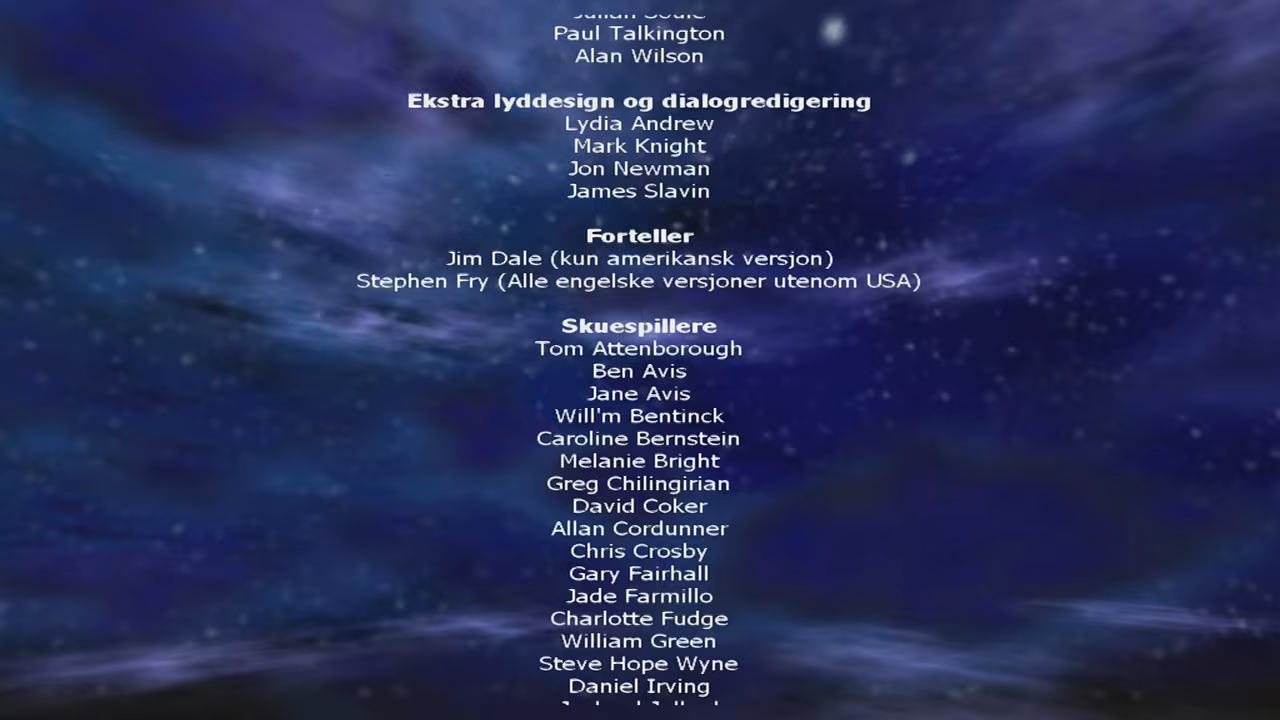 Paul Talkington
Alan Wilson
Ekstra lyddesign og dialogredigering
Lydia Andrew
Mark Knight
Jon Newman
James Slavin
Forteller
Jim Dale (kun amerikansk versjon)
Stephen Fry (Alle engelske versjoner utenom USA)
Skuespillere
Tom Attenborough
Ben Avis
Jane Avis
Will'm Bentinck
Caroline Bernstein
Melanie Bright
Greg Chilingirian
David Coker
Allan Cordunner
Chris Crosby
Gary Fairhall
Jade Farmillo
Charlotte Fudge
William Green
Steve Hope Wyne
Daniel Irving